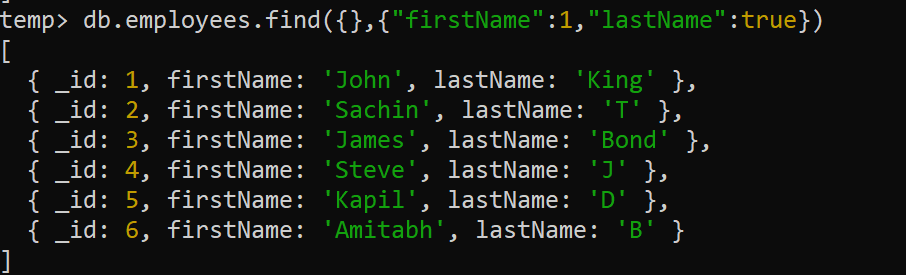 temp> db.employees.find({},{"firstName":1,"lastName":true})
[
  { _id: 1, firstName: 'John', lastName: 'King' },
  { _id: 2, firstName: 'Sachin', lastName: 'T' },
  { _id: 3, firstName: 'James', lastName: 'Bond' },
  { _id: 4, firstName: 'Steve', lastName: 'J' },
  { _id: 5, firstName: 'Kapil', lastName: 'D' },
  { _id: 6, firstName: 'Amitabh', lastName: 'B' }
]